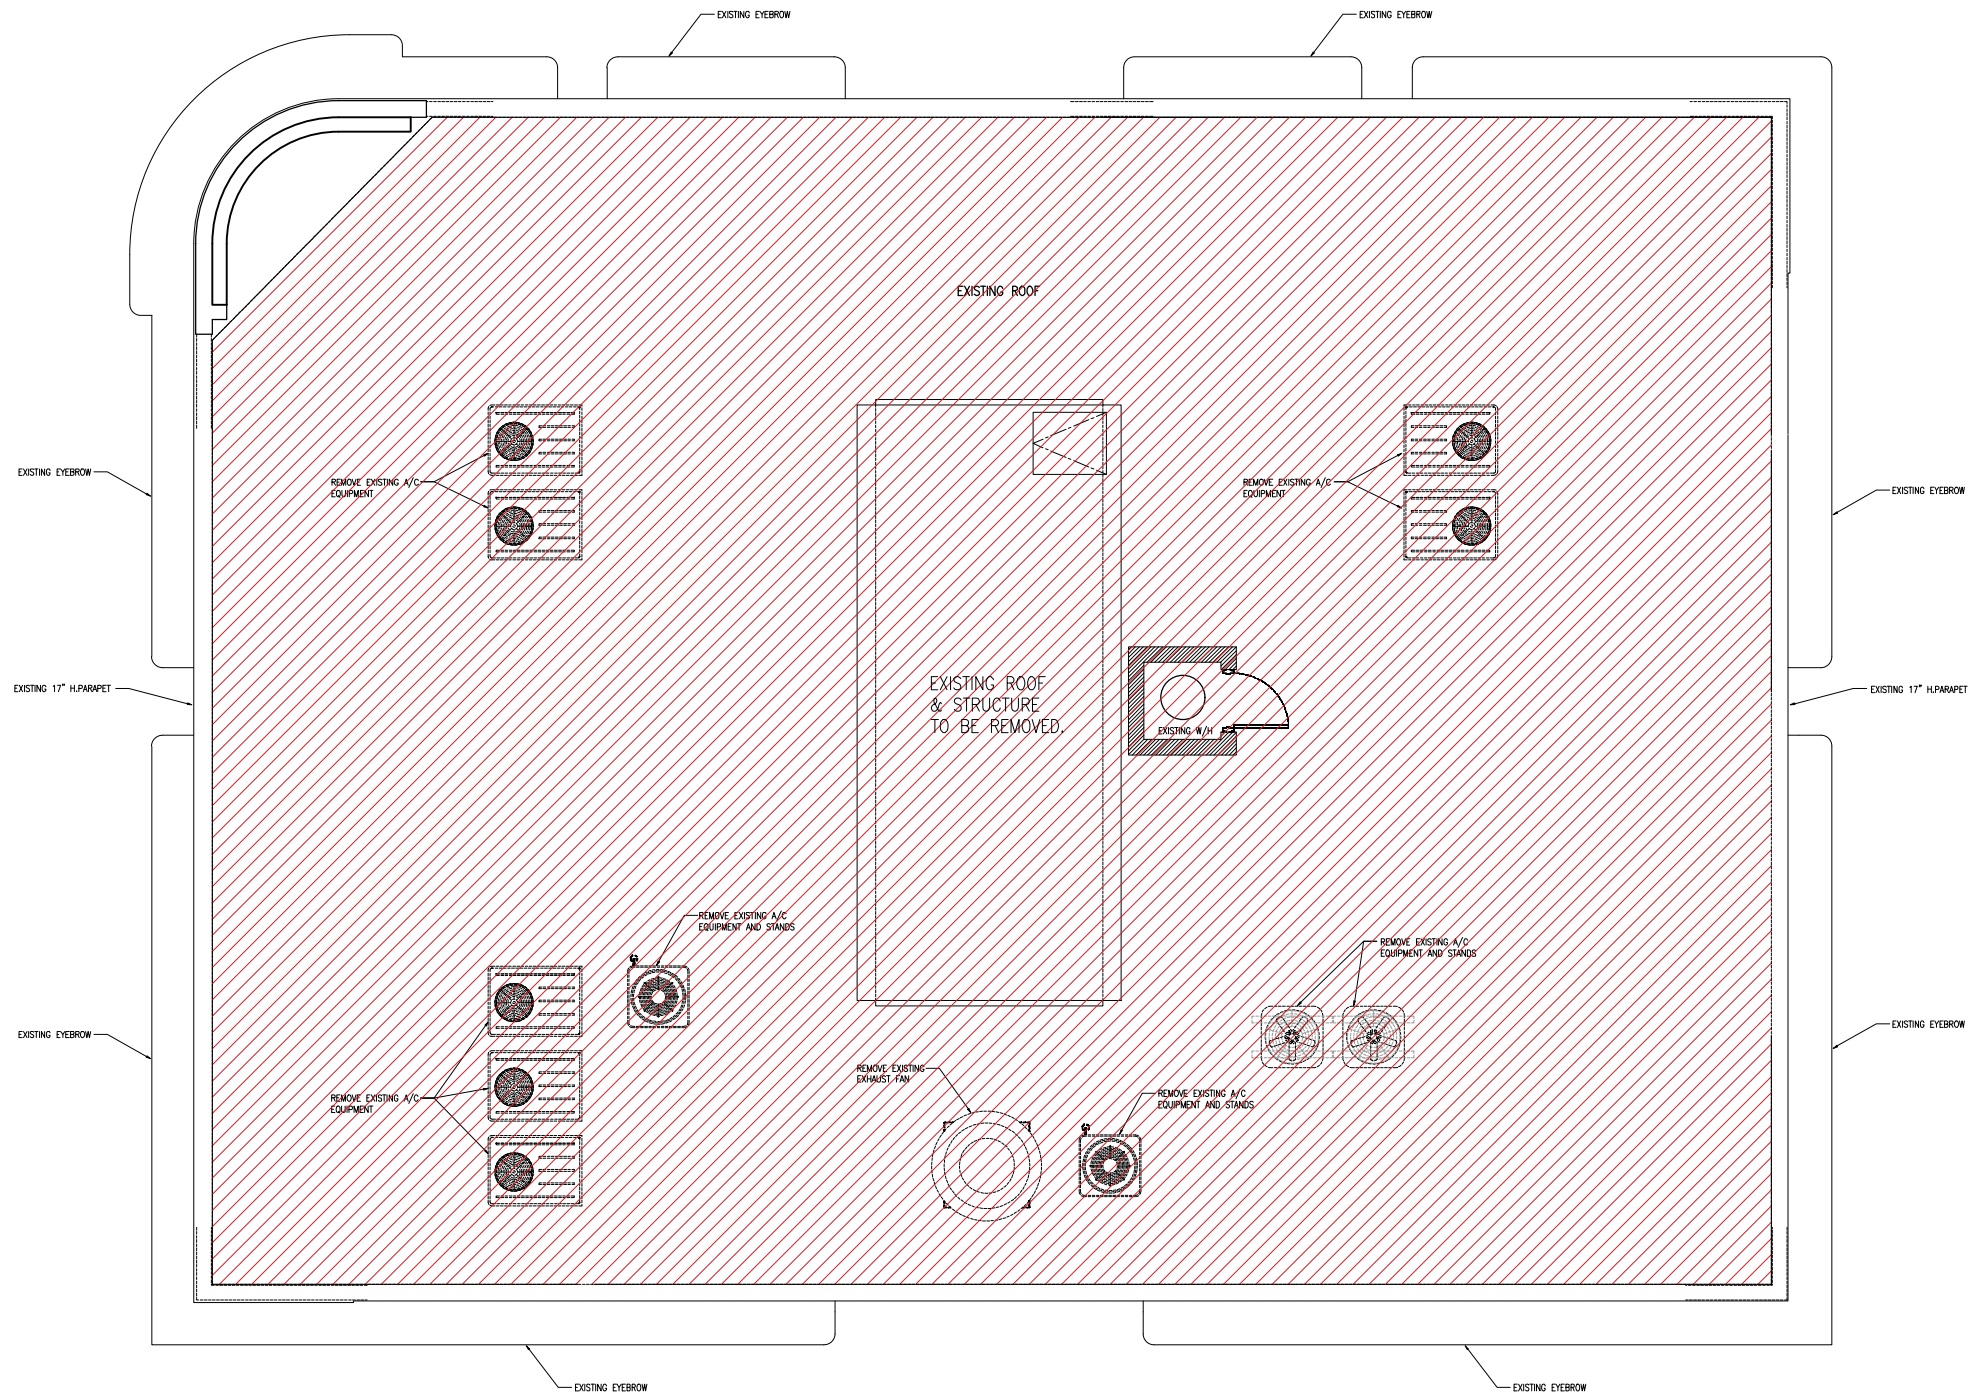 EXISTING EYEBROW
EXISTING EYEBROW
EXISTING ROOF
EXISTING EYEBROW
REMOVE EXISTING A/C
EQUIPMENT
REMOVE EXISTING A/C
EQUIPMENT
EXISTING EYEBROW
EXISTING 17" H.PARAPET
EXISTING ROOF
& STRUCTURE
TO BE REMOVED.
EXISTING W/H
EXISTING 17" H.PARAPET
REMOVE EXISTING A/C
EQUIPMENT AND STANDS
REMOVE EXISTING A/C
EQUIPMENT AND STANDS
EXISTING EYEBROW
EXISTING EYEBROW
REMOVE EXISTING A/C
EQUIPMENT
REMOVE EXISTING
EXHAUST FAN
REMOVE EXISTING A/C
EQUIPMENT AND STANDS
EXISTING EYEBROW
EXISTING EYEBROW